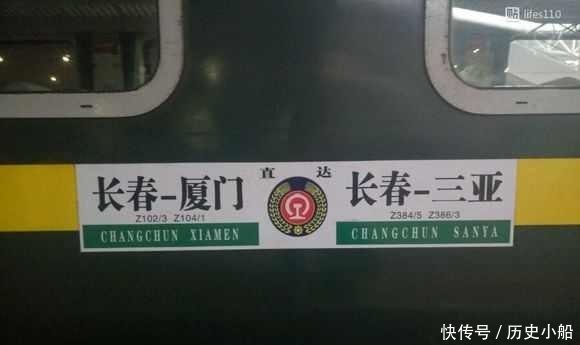 贴 lifes110
直达
长春-厦门
Z102/3 Z104/1
CHANGCHUN XIAMEN
长春-三亚
Z384/5 Z386/3
CHANGCHUN SANYA
快传号/历史小船